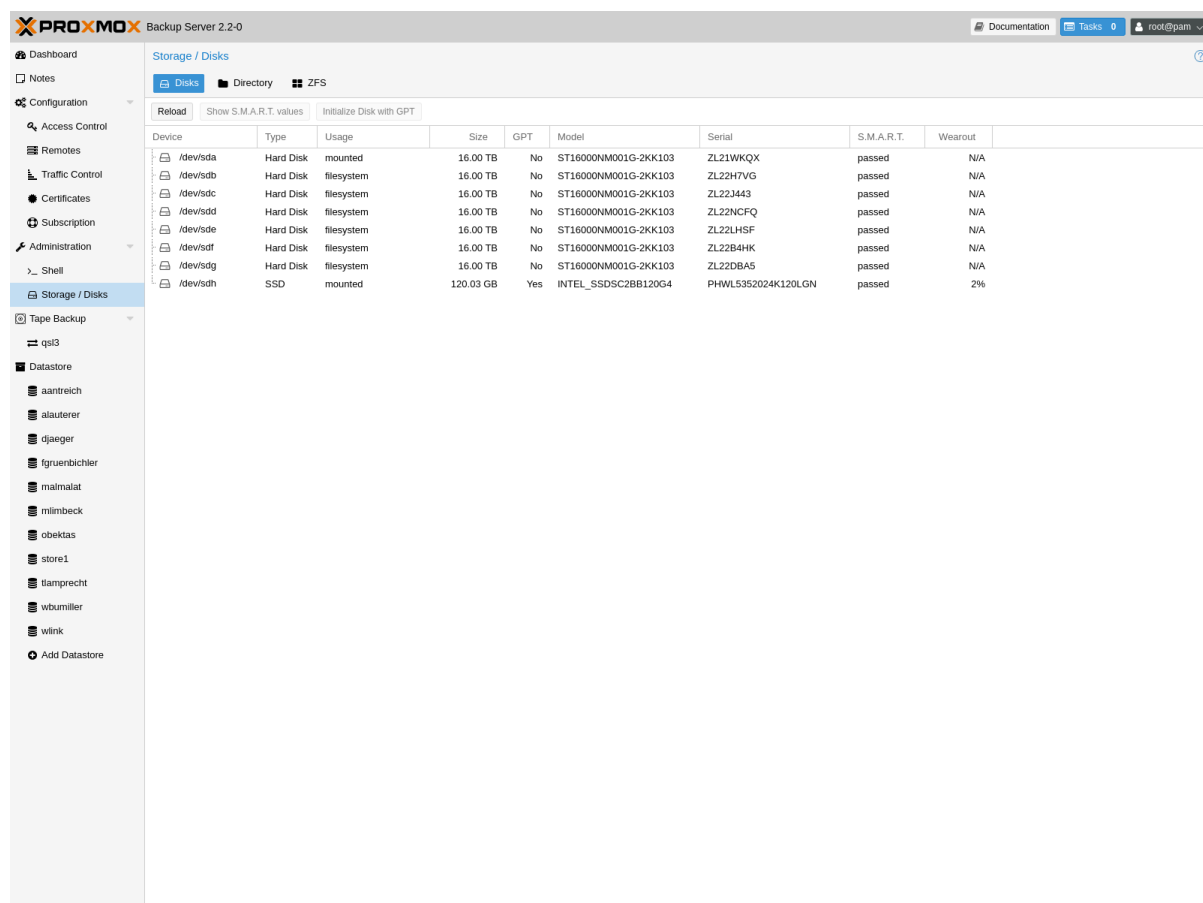 PROXMOX Backup Server 2.2-0 Documentation Tasks 0 root@pam
Dashboard
Notes
Configuration
Access Control
Remotes
Traffic Control
Certificates
Subscription
Administration
>_ Shell
Storage / Disks
Tape Backup
qsl3
Datastore
aantreich
alauterer
djaeger
fgruenbichler
malmalat
mlimbeck
obektas
store1
tlamprecht
wbumiller
wlink
Add Datastore
Storage / Disks
Disks Directory ZFS
Reload Show S.M.A.R.T. values Initialize Disk with GPT
Device Type Usage Size GPT Model Serial S.M.A.R.T. Wearout
/dev/sda Hard Disk mounted 16.00 TB No ST16000NM001G-2KK103 ZL21WKQX passed N/A
/dev/sdb Hard Disk filesystem 16.00 TB No ST16000NM001G-2KK103 ZL22H7VG passed N/A
/dev/sdc Hard Disk filesystem 16.00 TB No ST16000NM001G-2KK103 ZL22J443 passed N/A
/dev/sdd Hard Disk filesystem 16.00 TB No ST16000NM001G-2KK103 ZL22NCFQ passed N/A
/dev/sde Hard Disk filesystem 16.00 TB No ST16000NM001G-2KK103 ZL22LHSF passed N/A
/dev/sdf Hard Disk filesystem 16.00 TB No ST16000NM001G-2KK103 ZL22B4HK passed N/A
/dev/sdg Hard Disk filesystem 16.00 TB No ST16000NM001G-2KK103 ZL22DBA5 passed N/A
/dev/sdh SSD mounted 120.03 GB Yes INTEL_SSDSC2BB120G4 PHWL5352024K120LGN passed 2%